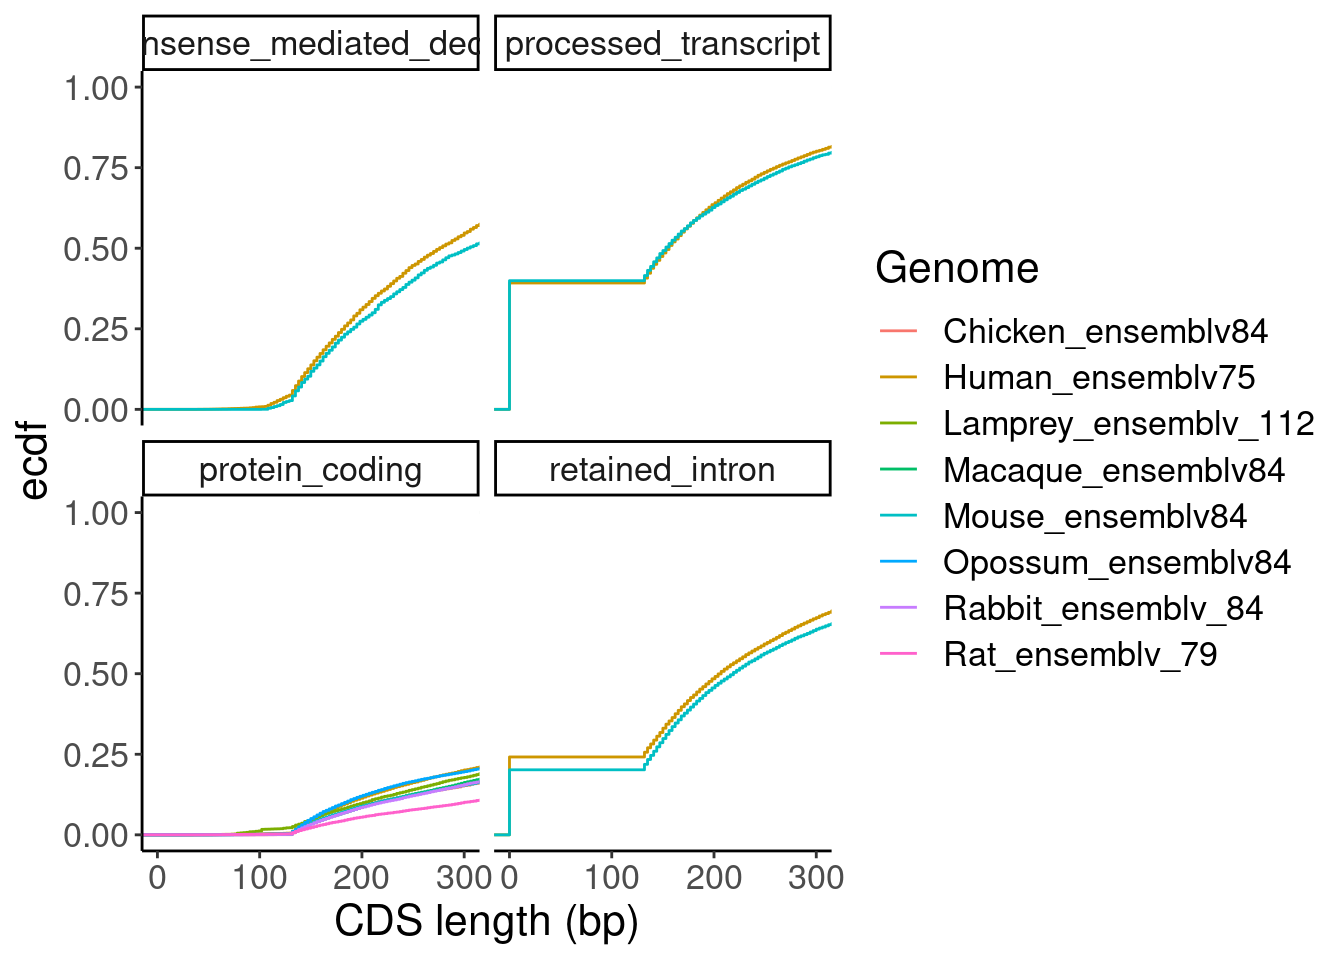 nsense_mediated_dec
processed_transcript
1.00
0.75
0.50
0.25
0.00
protein_coding
retained_intron
1.00
0.75
0.50
0.25
0.00
0 100 200 300
0 100 200 300
CDS length (bp)
ecdf
Genome
Chicken_ensemblv84
Human_ensemblv75
Lamprey_ensemblv_112
Macaque_ensemblv84
Mouse_ensemblv84
Opossum_ensemblv84
Rabbit_ensemblv_84
Rat_ensemblv_79